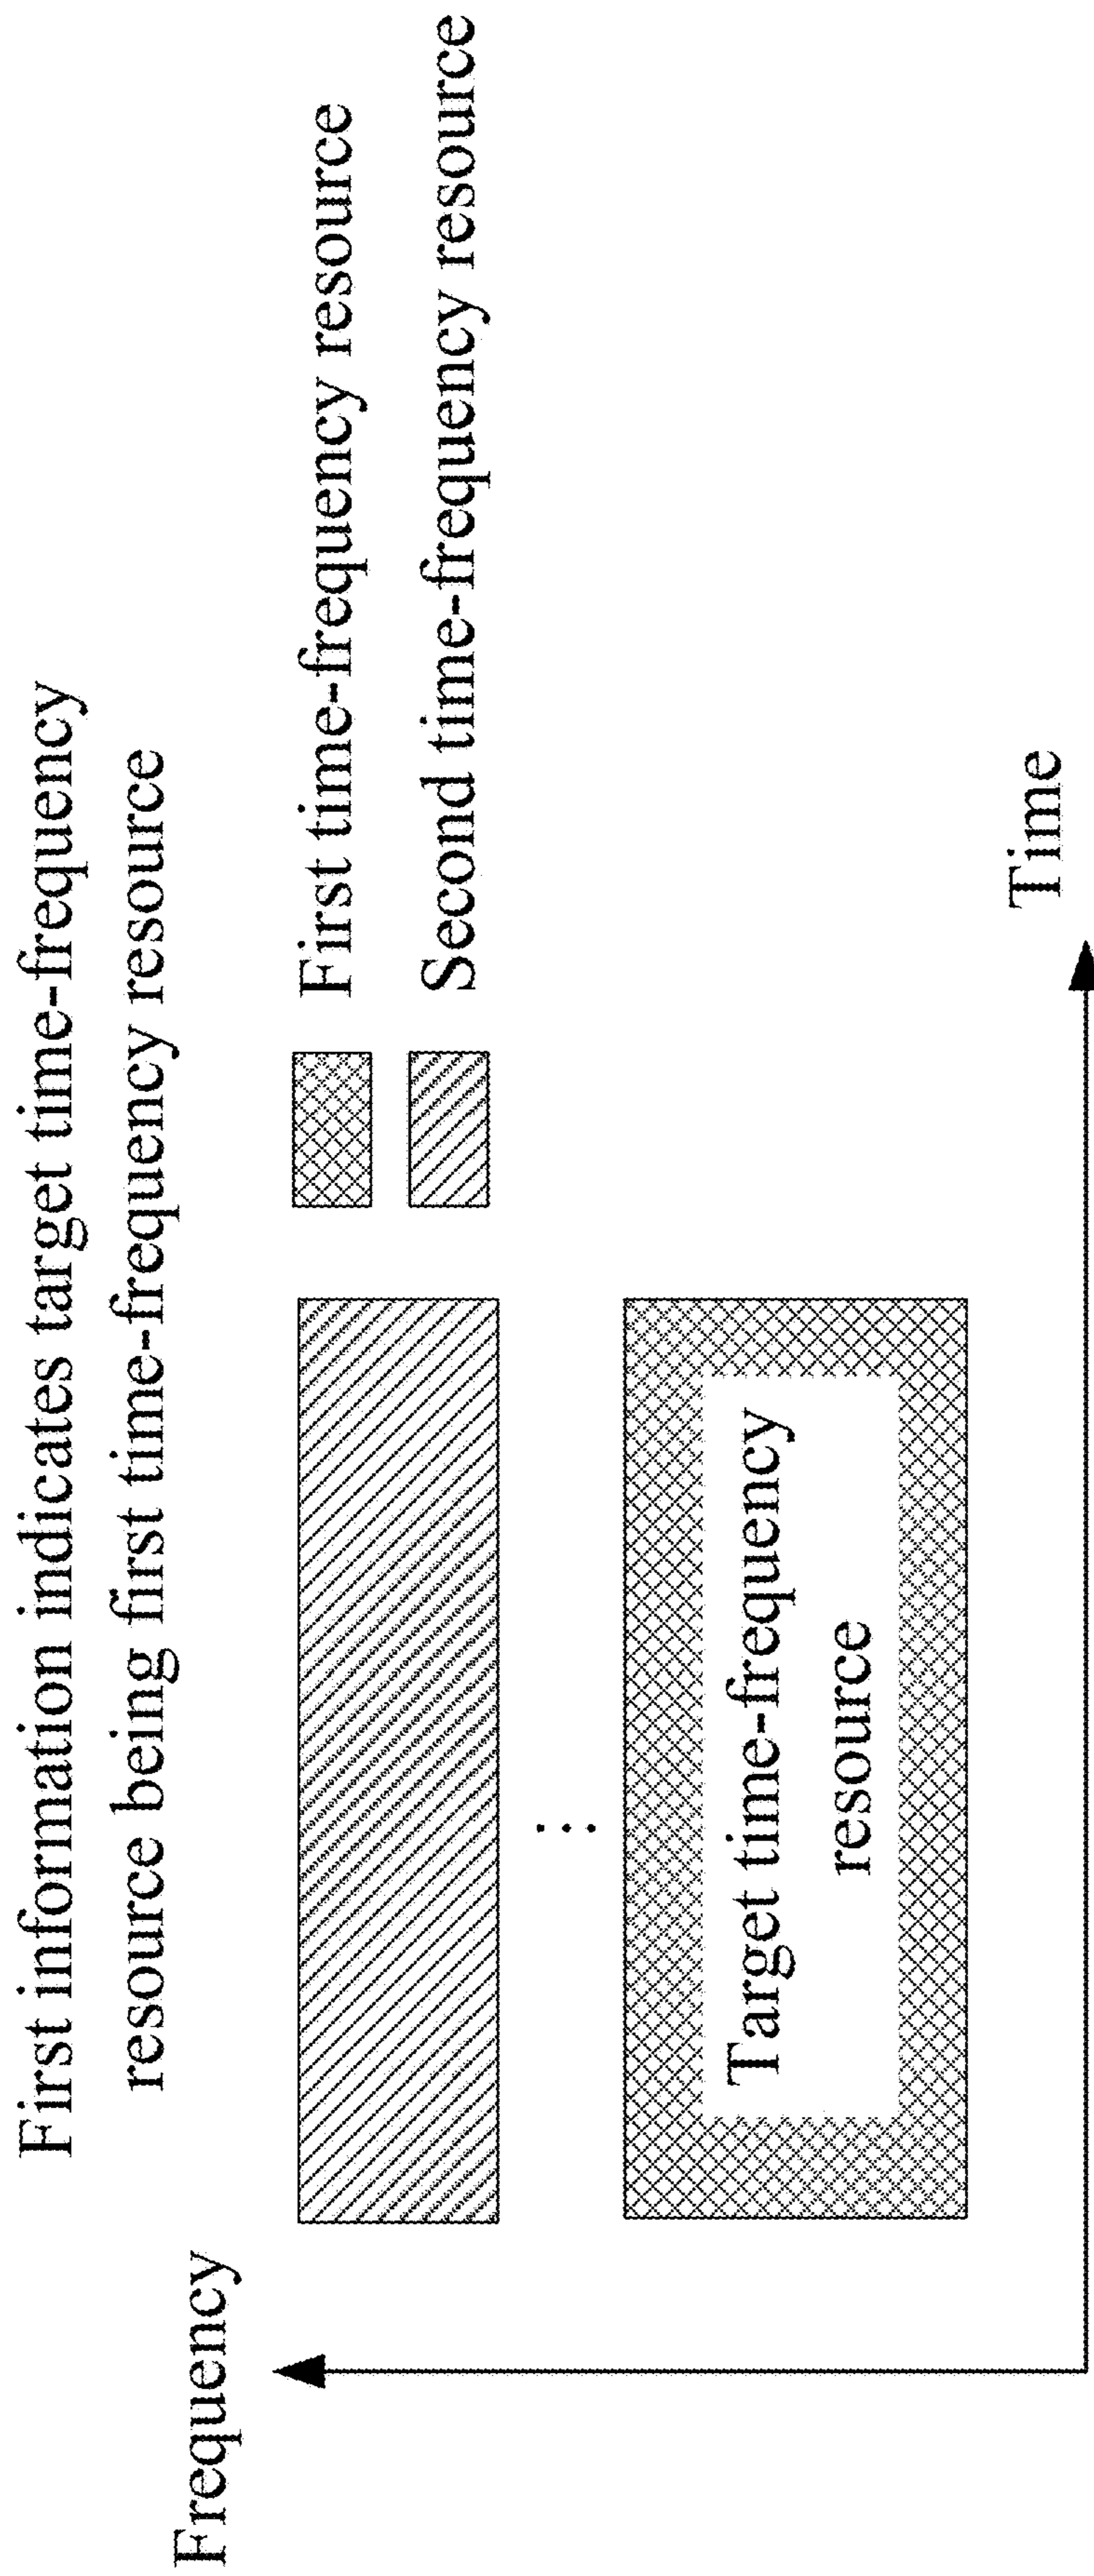 First information indicates target time-frequency
resource being first time-frequency resource
Frequency
First time-frequency resource
Second time-frequency resource
⋮
Target time-frequency
resource
Time